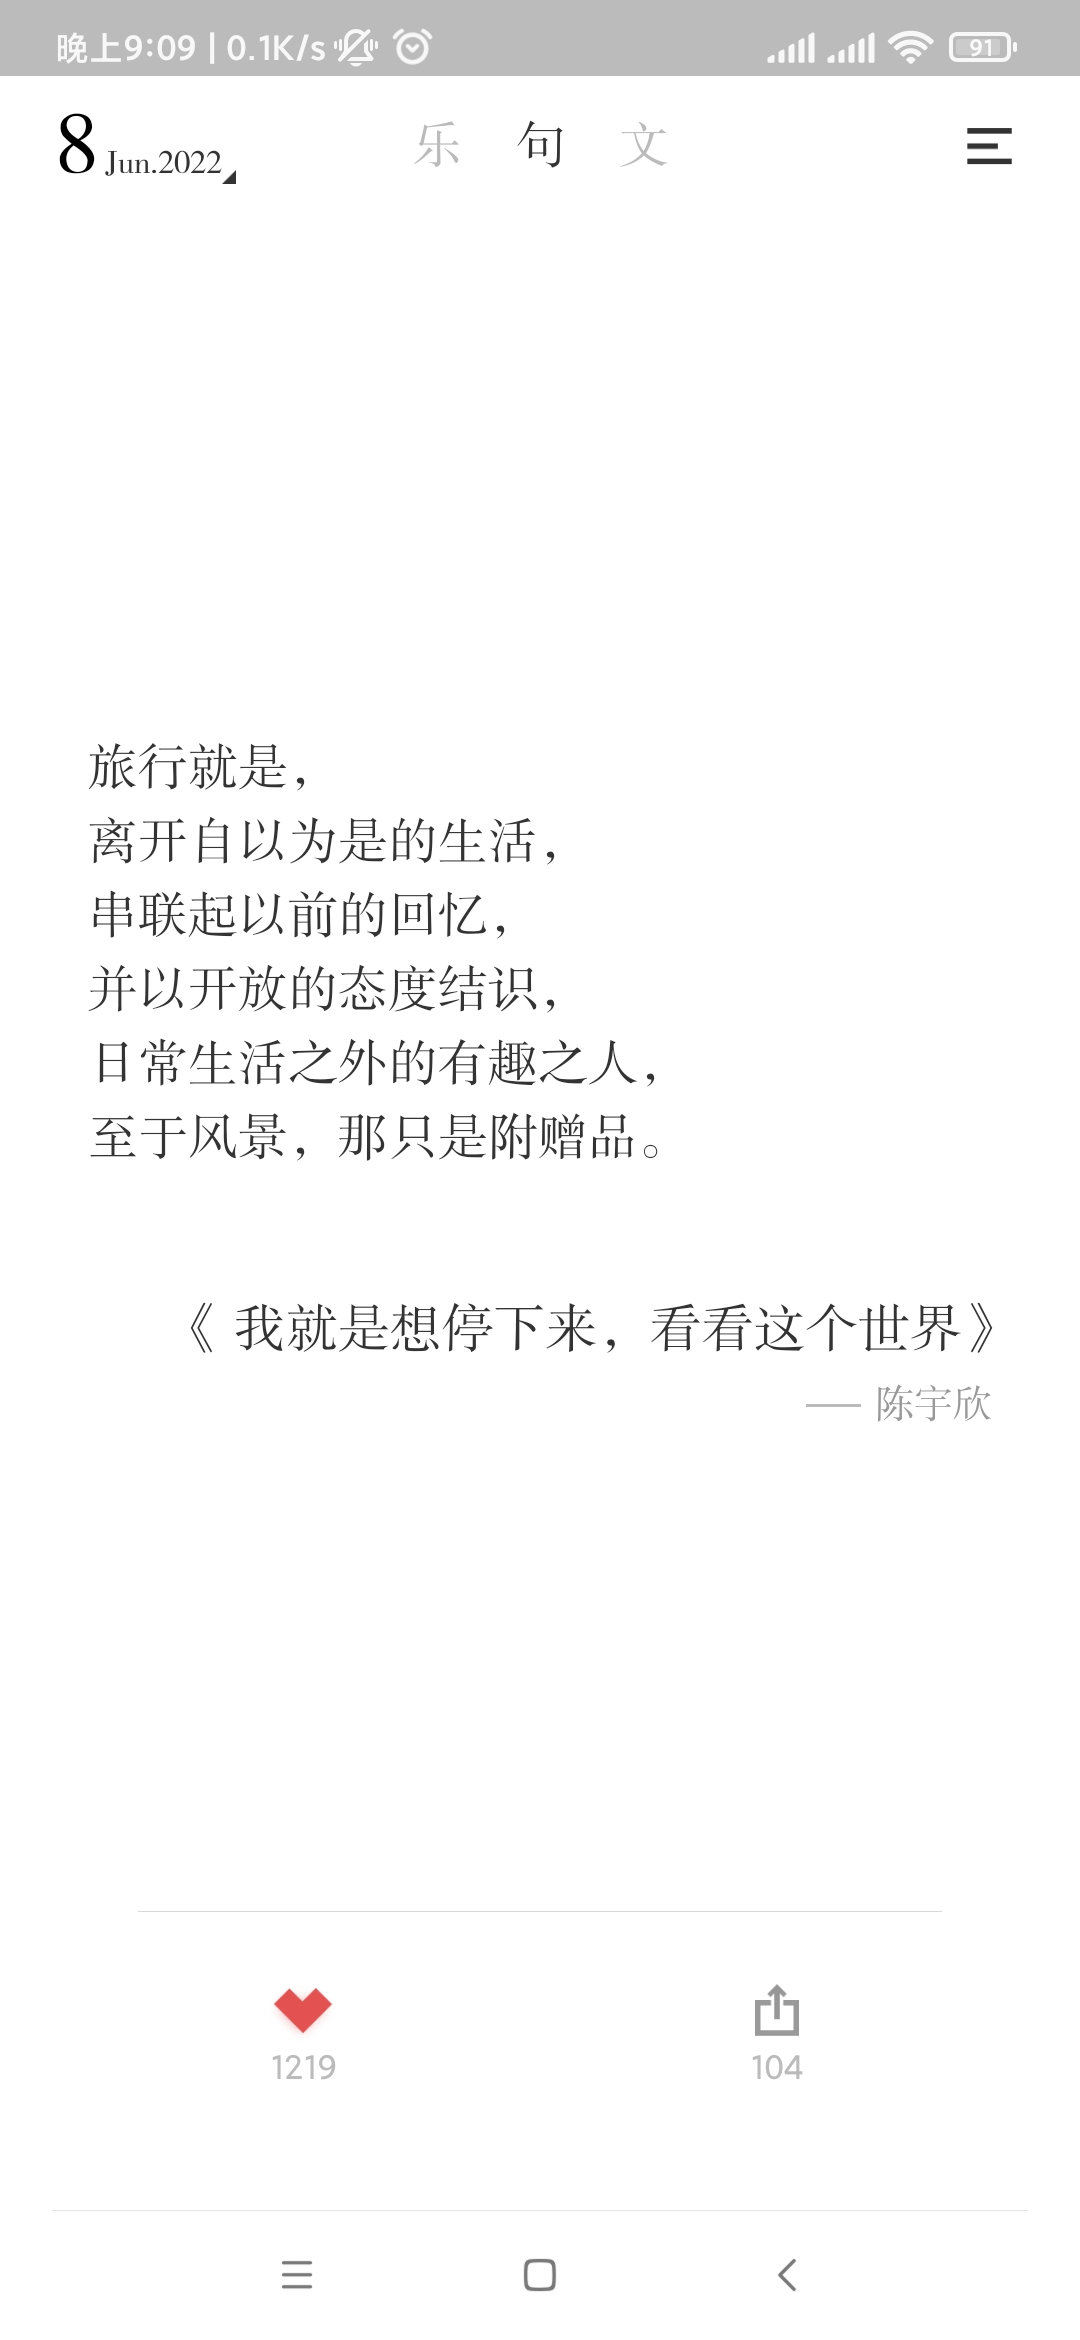 晚上9:09 | 0.1K/s
91
8 Jun.2022
乐 句 文
旅行就是，
离开自以为是的生活，
串联起以前的回忆，
并以开放的态度结识，
日常生活之外的有趣之人，
至于风景，那只是附赠品。
《 我就是想停下来，看看这个世界》
—— 陈宇欣
1219
104